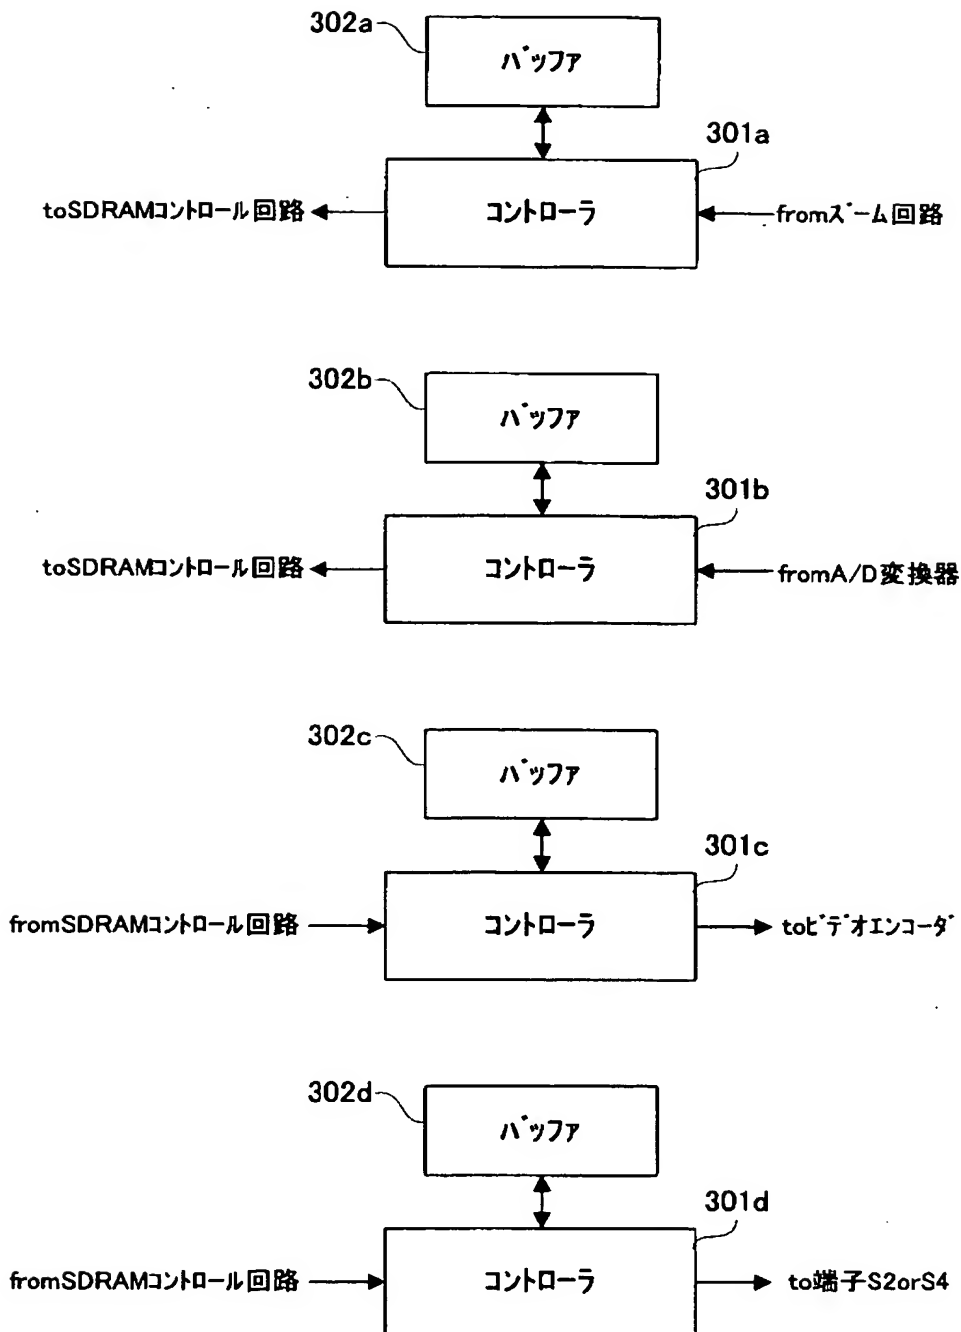 302a
バッファ
301a
toSDRAMコントロール回路
コントローラ
fromズーム回路
302b
バッファ
301b
toSDRAMコントロール回路
コントローラ
fromA/D変換器
302c
バッファ
301c
fromSDRAMコントロール回路
コントローラ
toビデオエンコーダ
302d
バッファ
301d
fromSDRAMコントロール回路
コントローラ
to端子S2orS4